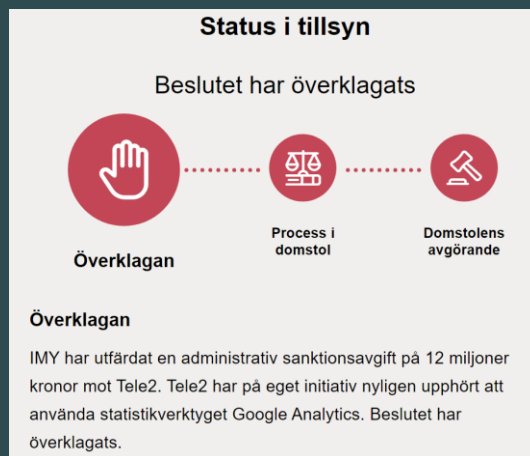 Status i tillsyn
Beslutet har överklagats
Överklagan
Process i
domstol
Domstolens
avgörande
Överklagan
IMY har utfärdat en administrativ sanktionsavgift på 12 miljoner
kronor mot Tele2. Tele2 har på eget initiativ nyligen upphört att
använda statistikverktyget Google Analytics. Beslutet har
överklagats.